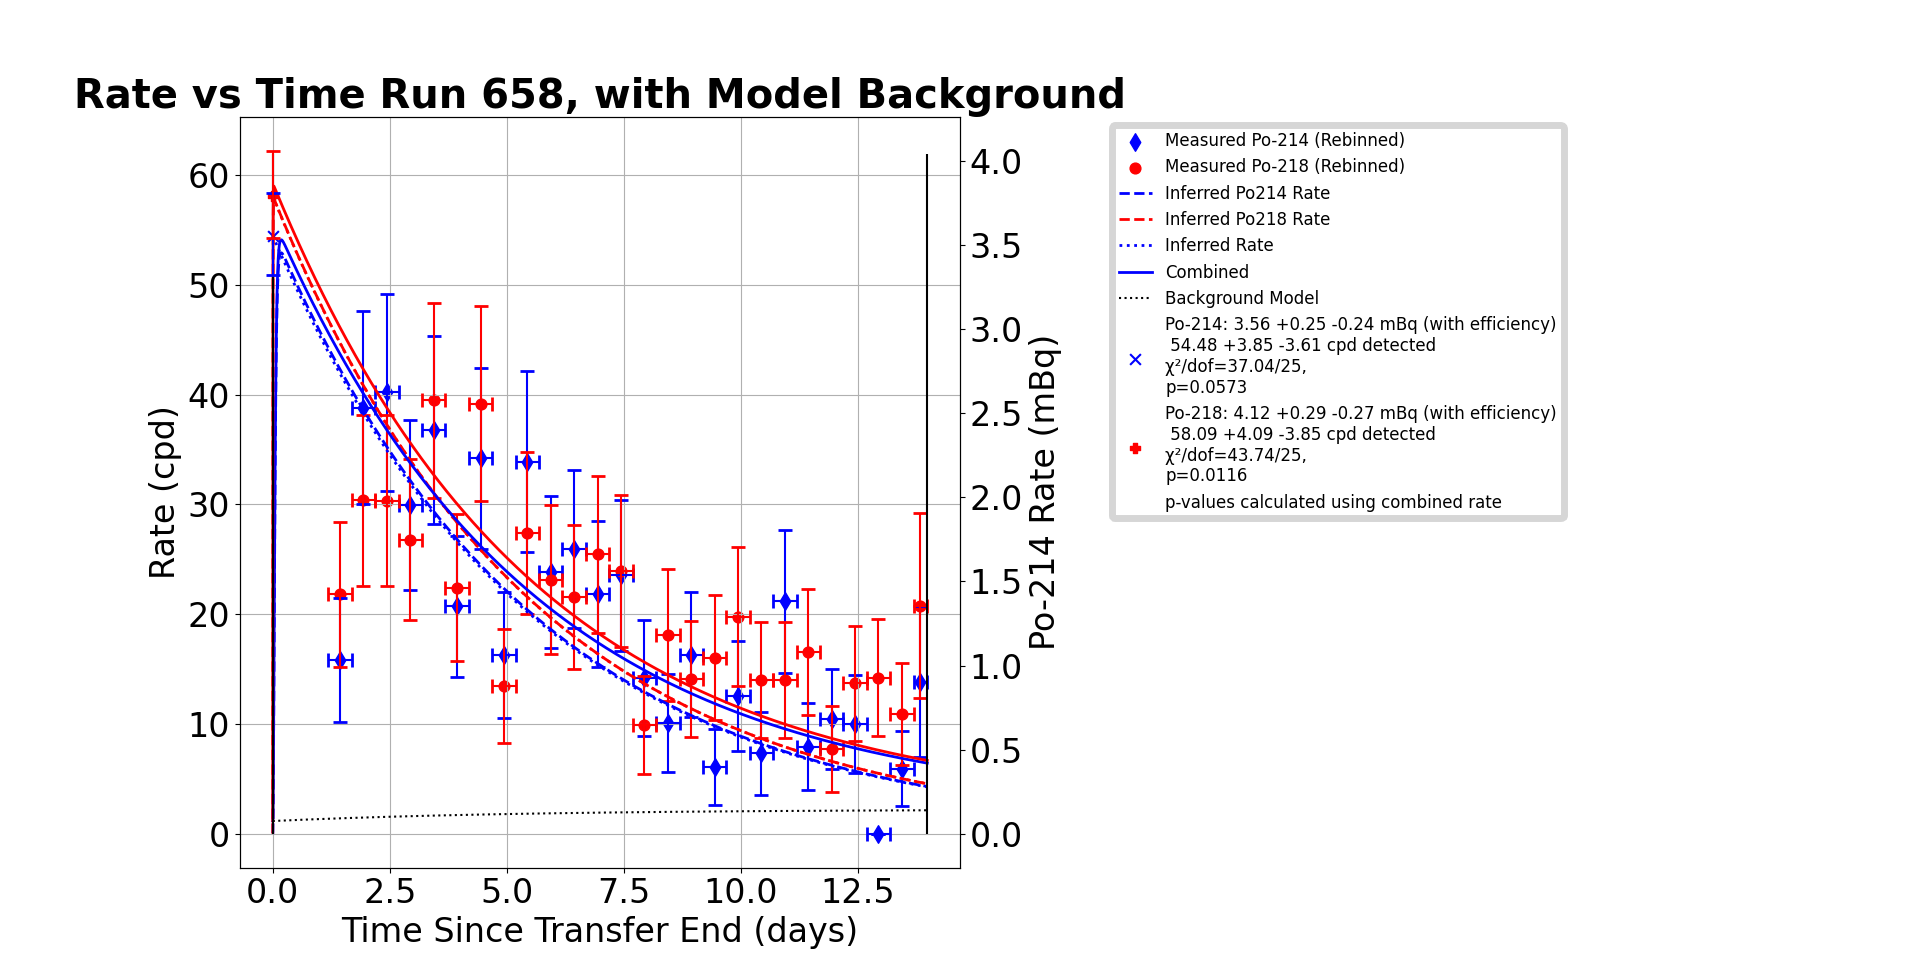 Rate vs Time Run 658, with Model Background
Rate (cpd)
60
50
40
30
20
10
0
0.0
2.5
5.0
7.5
10.0
12.5
Time Since Transfer End (days)
4.0
3.5
3.0
2.5
2.0
1.5
1.0
0.5
0.0
Po-214 Rate (mBq)
Measured Po-214 (Rebinned)
Measured Po-218 (Rebinned)
Inferred Po214 Rate
Inferred Po218 Rate
Inferred Rate
Combined
Background Model
Po-214: 3.56 +0.25 -0.24 mBq (with efficiency)
54.48 +3.85 -3.61 cpd detected
χ²/dof=37.04/25,
p=0.0573
Po-218: 4.12 +0.29 -0.27 mBq (with efficiency)
58.09 +4.09 -3.85 cpd detected
χ²/dof=43.74/25,
p=0.0116
p-values calculated using combined rate